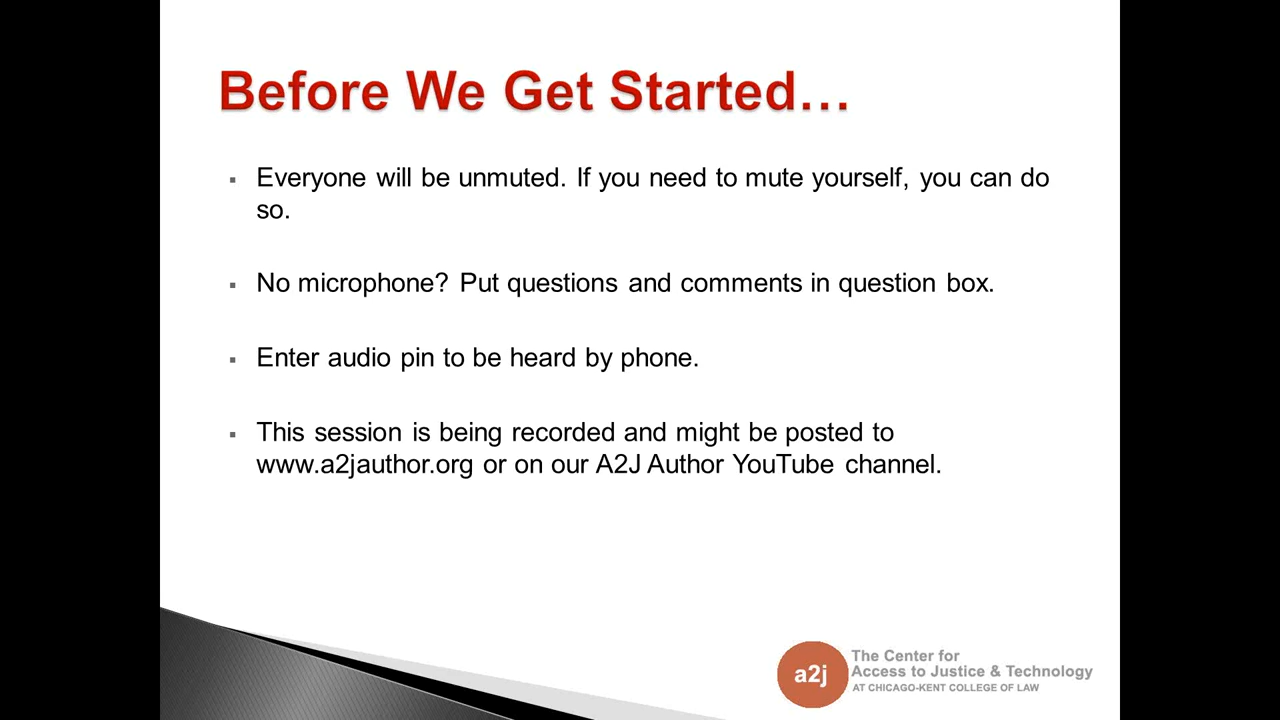 Before We Get Started…
▪ Everyone will be unmuted. If you need to mute yourself, you can do
so.
▪ No microphone? Put questions and comments in question box.
▪ Enter audio pin to be heard by phone.
▪ This session is being recorded and might be posted to
www.a2jauthor.org or on our A2J Author YouTube channel.
a2j
The Center for
Access to Justice & Technology
AT CHICAGO-KENT COLLEGE OF LAW